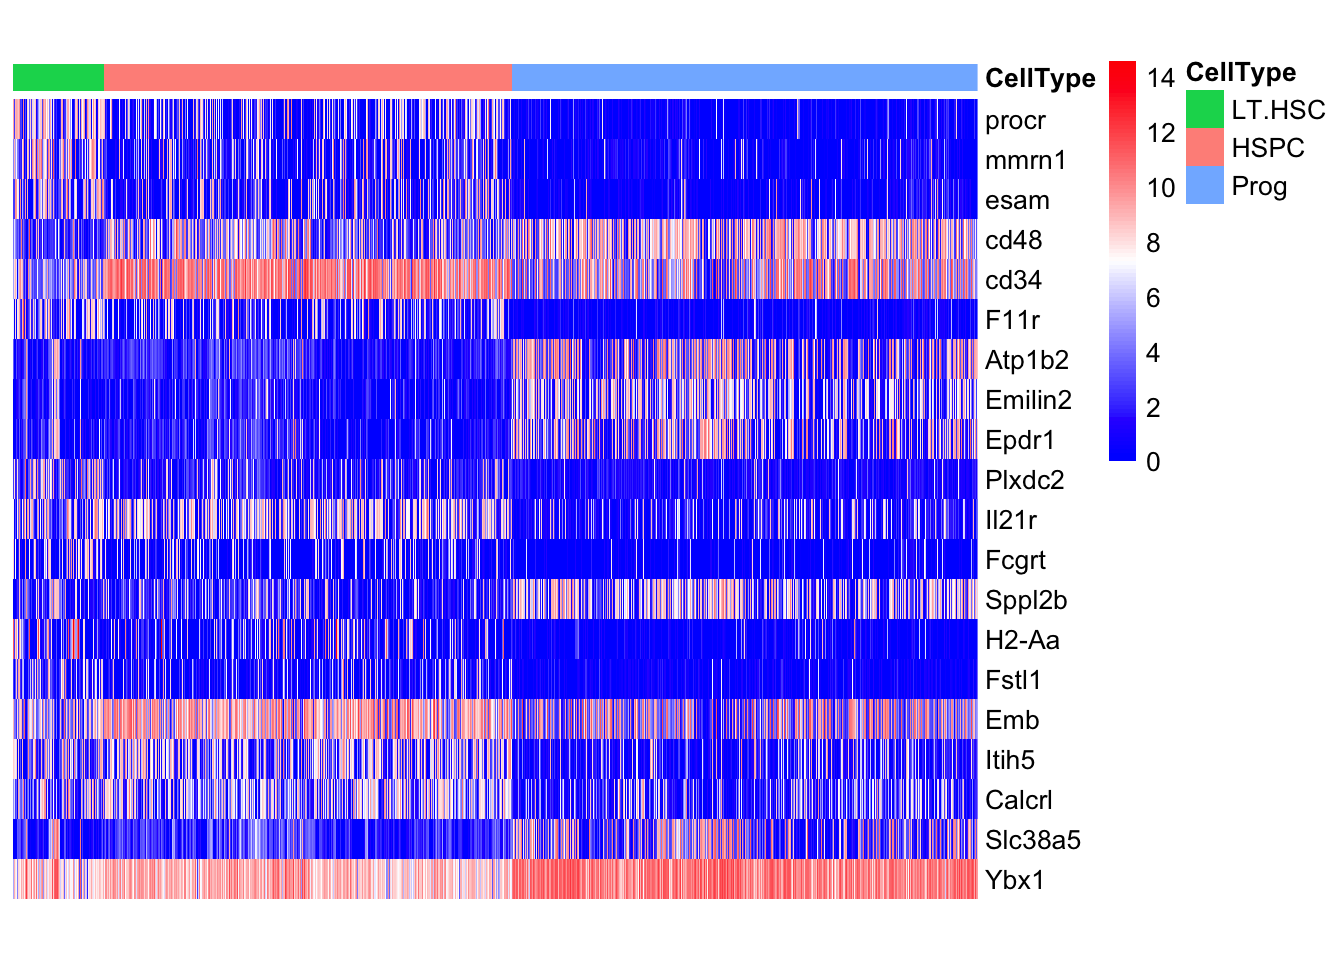 CellType
procr
mmrn1
esam
cd48
cd34
F11r
Atp1b2
Emilin2
Epdr1
Plxdc2
Il21r
Fcgrt
Sppl2b
H2-Aa
Fstl1
Emb
Itih5
Calcrl
Slc38a5
Ybx1
14
12
10
8
6
4
2
0
CellType
LT.HSC
HSPC
Prog